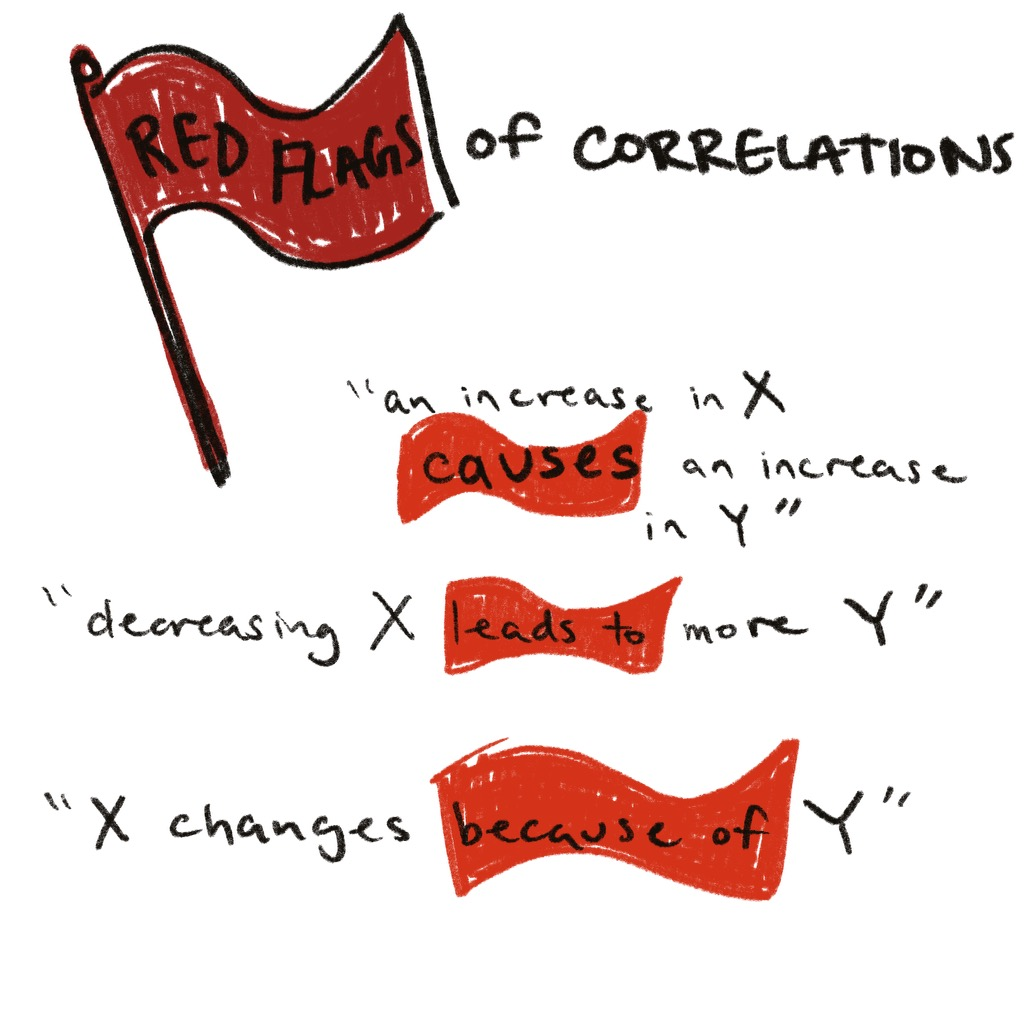 RED FLAGS of CORRELATIONS
"an increase in X
causes an increase
in Y"
"decreasing X leads to more Y"
"X changes because of Y"